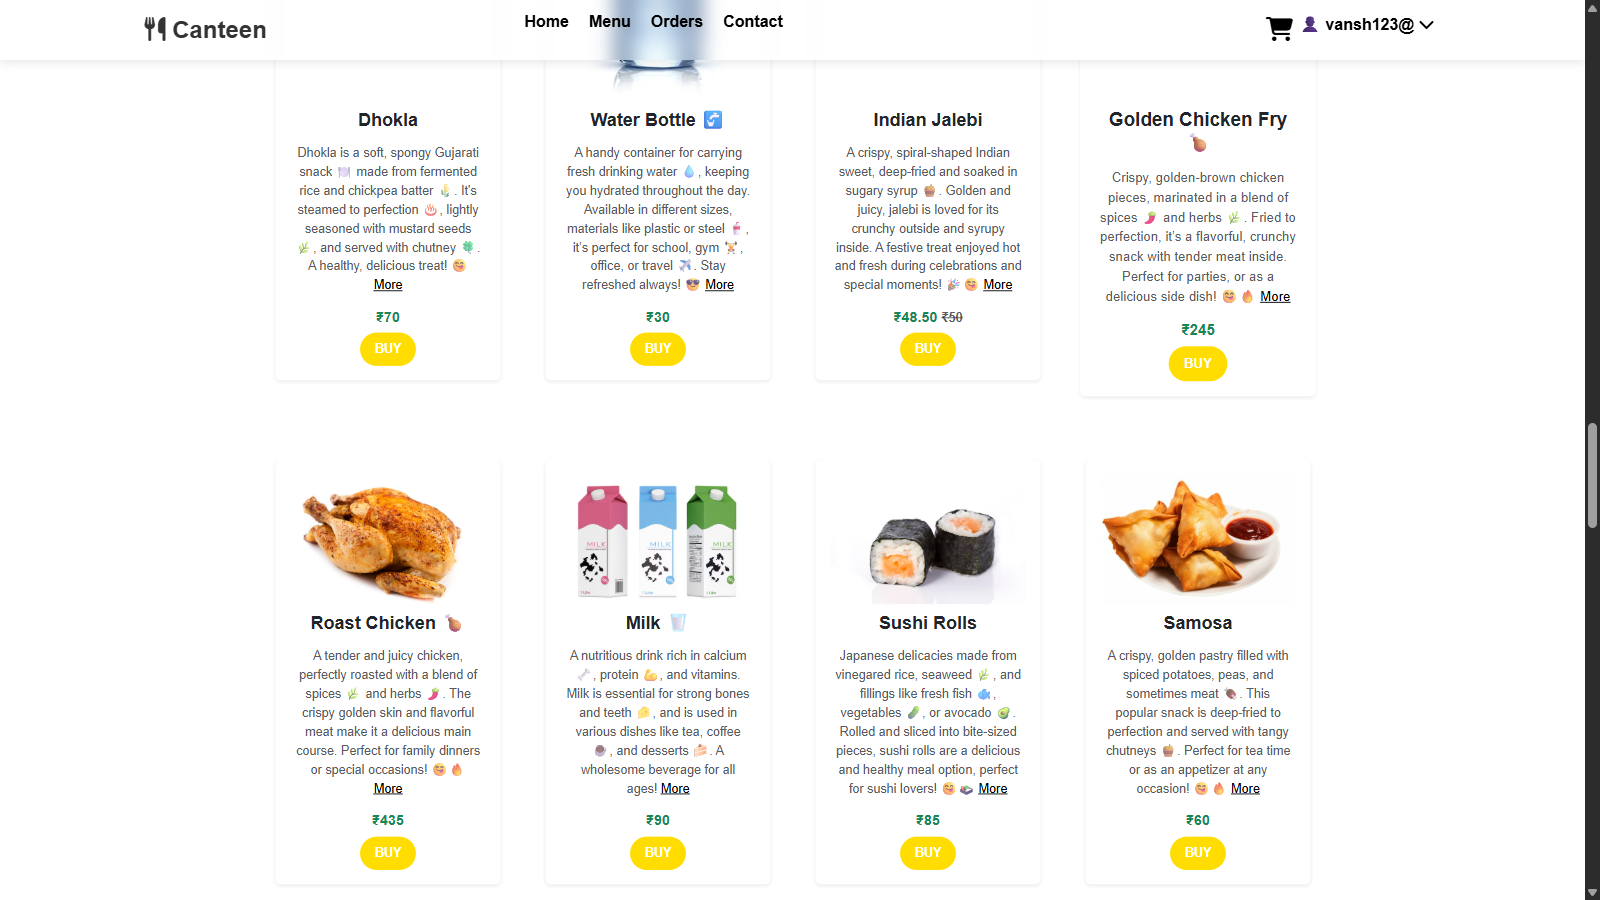 Canteen
Home Menu Orders Contact
vansh123@
Dhokla
Dhokla is a soft, spongy Gujarati
snack 🍽️ made from fermented
rice and chickpea batter 🌾. It's
steamed to perfection ♨️, lightly
seasoned with mustard seeds
🌿, and served with chutney 🍀.
A healthy, delicious treat! 😋
More
₹70
BUY
Water Bottle 🚰
A handy container for carrying
fresh drinking water 💧, keeping
you hydrated throughout the day.
Available in different sizes,
materials like plastic or steel 🥤,
it's perfect for school, gym 🏋️,
office, or travel ✈️. Stay
refreshed always! 😎 More
₹30
BUY
Indian Jalebi
A crispy, spiral-shaped Indian
sweet, deep-fried and soaked in
sugary syrup 🧁. Golden and
juicy, jalebi is loved for its
crunchy outside and syrupy
inside. A festive treat enjoyed hot
and fresh during celebrations and
special moments! 🎉 😋 More
₹48.50 ₹50
BUY
Golden Chicken Fry
🍗
Crispy, golden-brown chicken
pieces, marinated in a blend of
spices 🌶️ and herbs 🌿. Fried to
perfection, it's a flavorful, crunchy
snack with tender meat inside.
Perfect for parties, or as a
delicious side dish! 😋 🔥 More
₹245
BUY
Roast Chicken 🍗
A tender and juicy chicken,
perfectly roasted with a blend of
spices 🌿 and herbs 🌶️. The
crispy golden skin and flavorful
meat make it a delicious main
course. Perfect for family dinners
or special occasions! 😋 🔥
More
₹435
BUY
MILK
MILK
MILK
Milk 🥛
A nutritious drink rich in calcium
🦴, protein 💪, and vitamins.
Milk is essential for strong bones
and teeth 🧀, and is used in
various dishes like tea, coffee
☕, and desserts 🍰. A
wholesome beverage for all
ages! More
₹90
BUY
Sushi Rolls
Japanese delicacies made from
vinegared rice, seaweed 🌿, and
fillings like fresh fish 🐟,
vegetables 🥒, or avocado 🥑.
Rolled and sliced into bite-sized
pieces, sushi rolls are a delicious
and healthy meal option, perfect
for sushi lovers! 😋 🍣 More
₹85
BUY
Samosa
A crispy, golden pastry filled with
spiced potatoes, peas, and
sometimes meat 🍖. This
popular snack is deep-fried to
perfection and served with tangy
chutneys 🧁. Perfect for tea time
or as an appetizer at any
occasion! 😋 🔥 More
₹60
BUY